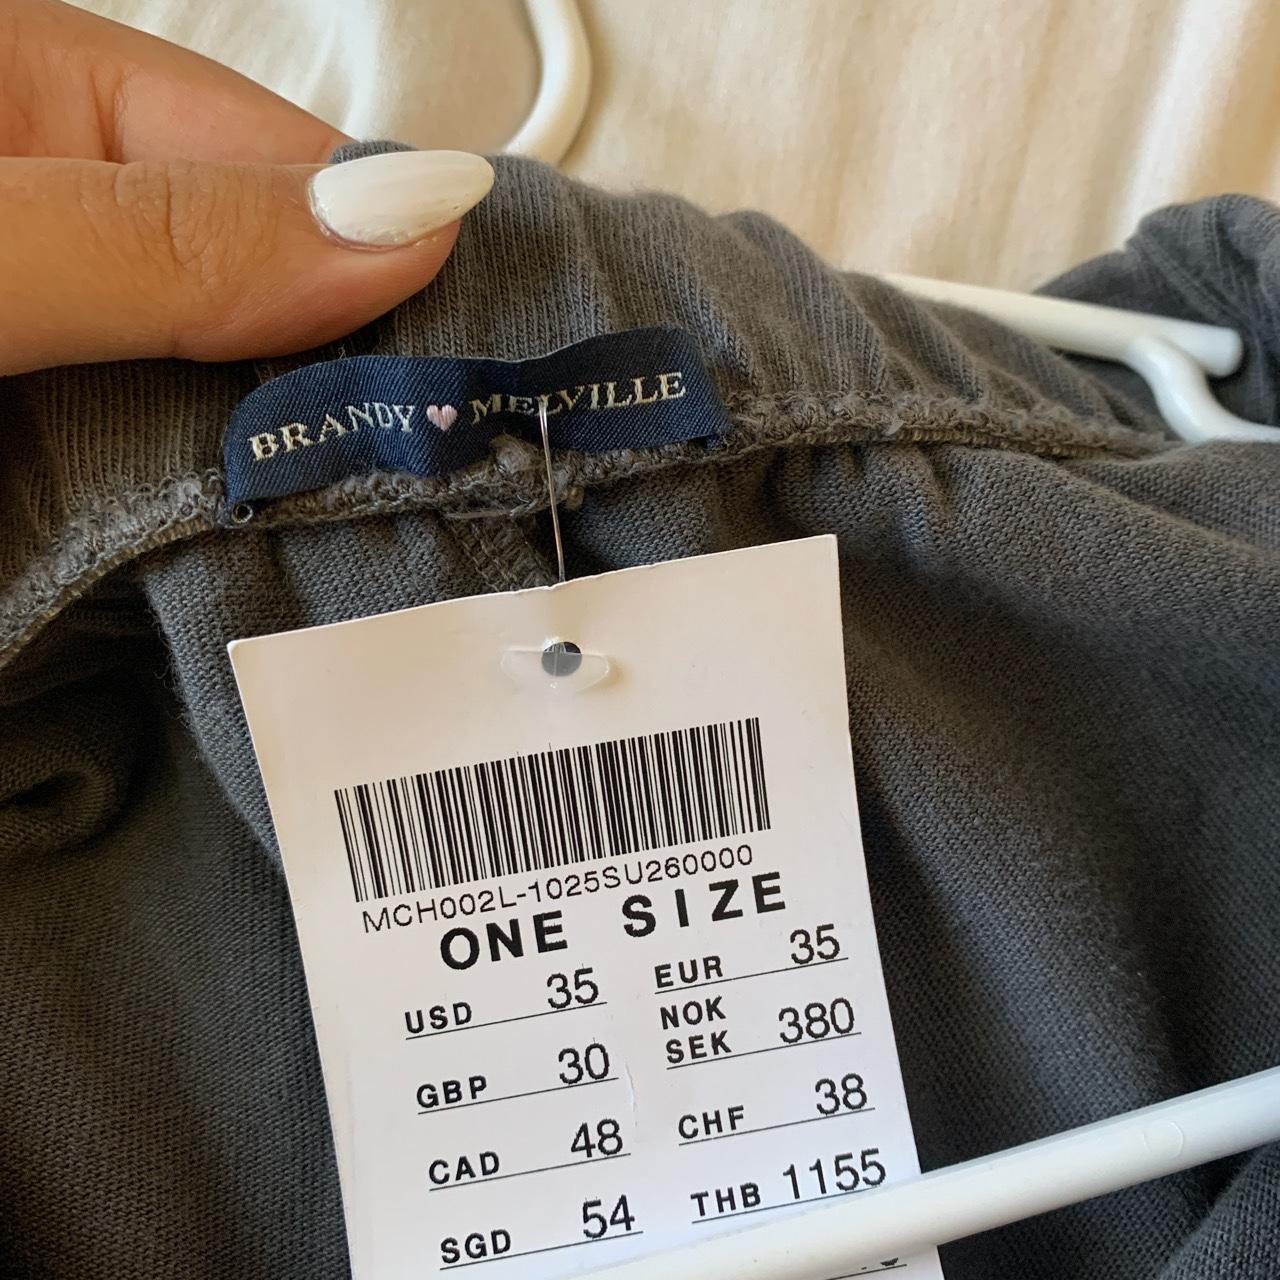 BRANDY MELVILLE
MCH002L-1025SU260000
ONE SIZE
USD 35
EUR 35
GBP 30
NOK
SEK 380
CAD 48
CHF 38
SGD 54
THB 1155